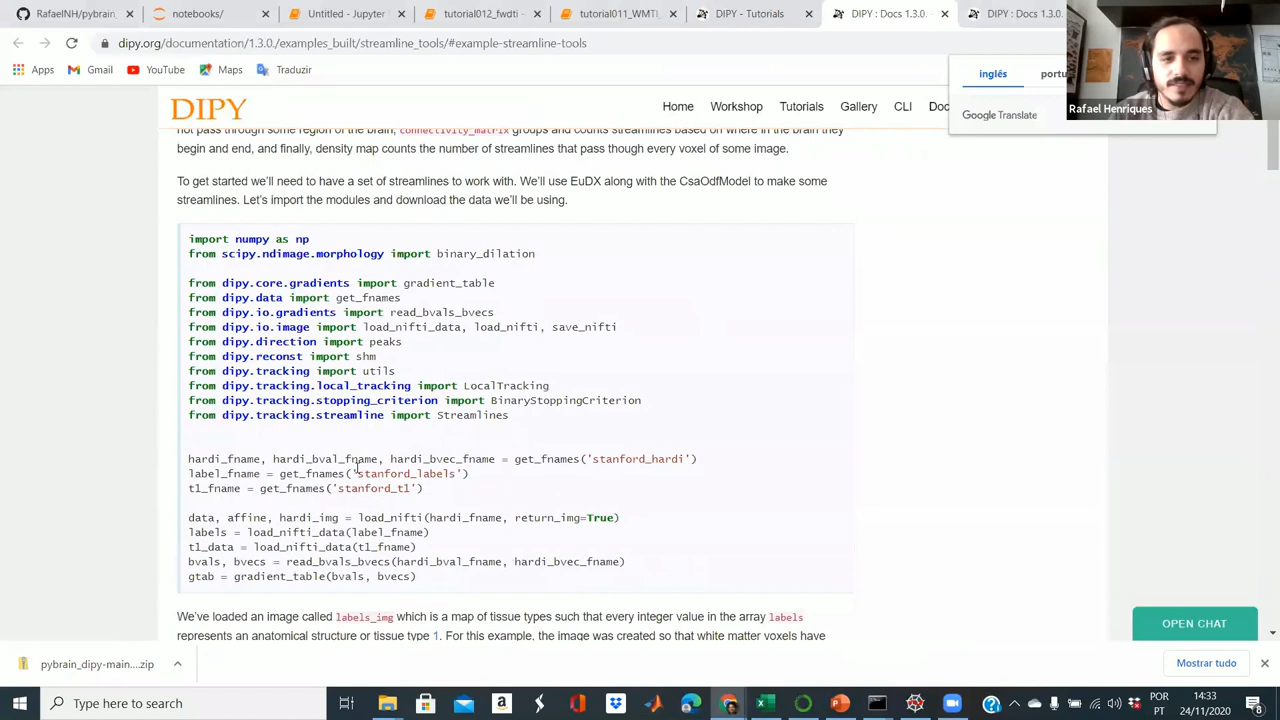 RafaelNH/pybrain_
notebooks/
Untitled - Jupyter
tutorial012_fwdti -
tutorial011_WMTI_
DIPY - Tutorials
DIPY : Docs 1.3.0. -
DIPY : Docs 1.3.0.
dipy.org/documentation/1.3.0./examples_built/streamline_tools/#example-streamline-tools
Apps
Gmail
YouTube
Maps
Traduzir
inglês
portu
Google Translate
Rafael Henriques
DIPY
Home
Workshop
Tutorials
Gallery
CLI
Doc
not pass through some region of the brain, connectivity_matrix groups and counts streamlines based on where in the brain they
begin and end, and finally, density map counts the number of streamlines that pass though every voxel of some image.
To get started we'll need to have a set of streamlines to work with. We'll use EuDX along with the CsaOdfModel to make some
streamlines. Let's import the modules and download the data we'll be using.
import numpy as np
from scipy.ndimage.morphology import binary_dilation
from dipy.core.gradients import gradient_table
from dipy.data import get_fnames
from dipy.io.gradients import read_bvals_bvecs
from dipy.io.image import load_nifti_data, load_nifti, save_nifti
from dipy.direction import peaks
from dipy.reconst import shm
from dipy.tracking import utils
from dipy.tracking.local_tracking import LocalTracking
from dipy.tracking.stopping_criterion import BinaryStoppingCriterion
from dipy.tracking.streamline import Streamlines
hardi_fname, hardi_bval_fname, hardi_bvec_fname = get_fnames('stanford_hardi')
label_fname = get_fnames('stanford_labels')
t1_fname = get_fnames('stanford_t1')
data, affine, hardi_img = load_nifti(hardi_fname, return_img=True)
labels = load_nifti_data(label_fname)
t1_data = load_nifti_data(t1_fname)
bvals, bvecs = read_bvals_bvecs(hardi_bval_fname, hardi_bvec_fname)
gtab = gradient_table(bvals, bvecs)
We've loaded an image called labels_img which is a map of tissue types such that every integer value in the array labels
represents an anatomical structure or tissue type 1. For this example, the image was created so that white matter voxels have
OPEN CHAT
pybrain_dipy-main....zip
Mostrar tudo
Type here to search
POR
PT
14:33
24/11/2020
8